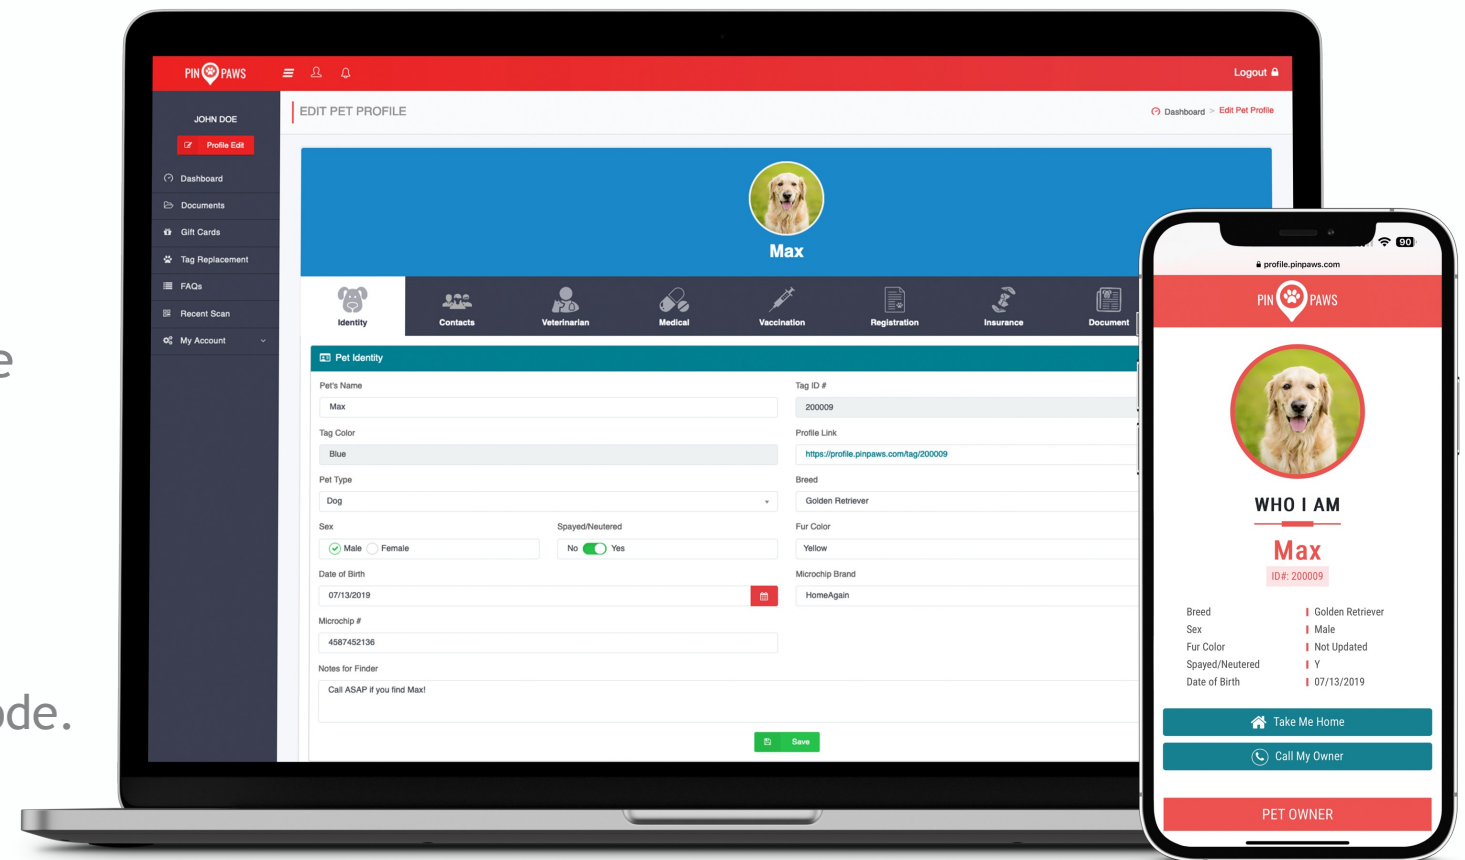 PIN PAWS
Logout
JOHN DOE
Profile Edit
Dashboard
Documents
Gift Cards
Tag Replacement
FAQs
Recent Scan
My Account
EDIT PET PROFILE
Dashboard > Edit Pet Profile
Max
Identity
Contacts
Veterinarian
Medical
Vaccination
Registration
Insurance
Document
Pet Identity
Pet's Name
Max
Tag ID #
200009
Tag Color
Blue
Profile Link
https://profile.pinpaws.com/tag/200009
Pet Type
Dog
Breed
Golden Retriever
Sex
Male Female
Spayed/Neutered
No Yes
Fur Color
Yellow
Date of Birth
07/13/2019
Microchip Brand
HomeAgain
Microchip #
4587452136
Notes for Finder
Call ASAP if you find Max!
Save
e
ode.
90
profile.pinpaws.com
PIN PAWS
WHO I AM
Max
ID#: 200009
Breed Golden Retriever
Sex Male
Fur Color Not Updated
Spayed/Neutered Y
Date of Birth 07/13/2019
Take Me Home
Call My Owner
PET OWNER